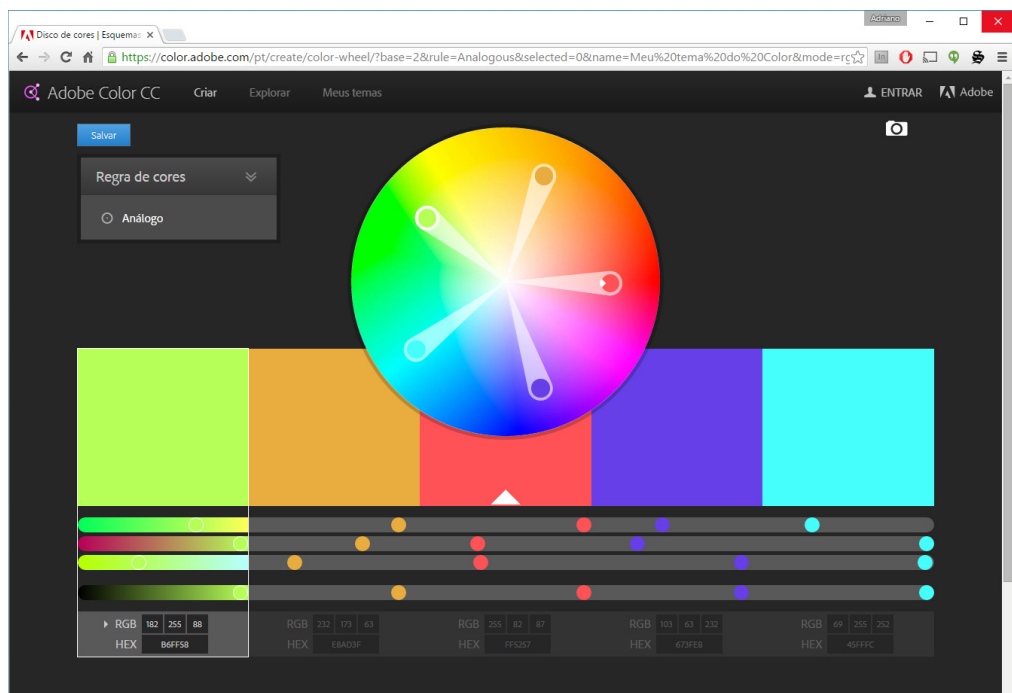 Adriano
Disco de cores | Esquemas
https://color.adobe.com/pt/create/color-wheel/?base=2&rule=Analogous&selected=0&name=Meu%20tema%20do%20Color&mode=rg
Adobe Color CC Criar Explorar Meus temas ENTRAR Adobe
Salvar
Regra de cores
Análogo
RGB 182 255 88 RGB 232 173 63 RGB 255 82 87 RGB 103 63 232 RGB 69 255 252
HEX B6FF58 HEX E8AD3F HEX FF5257 HEX 673FE8 HEX 45FFFC